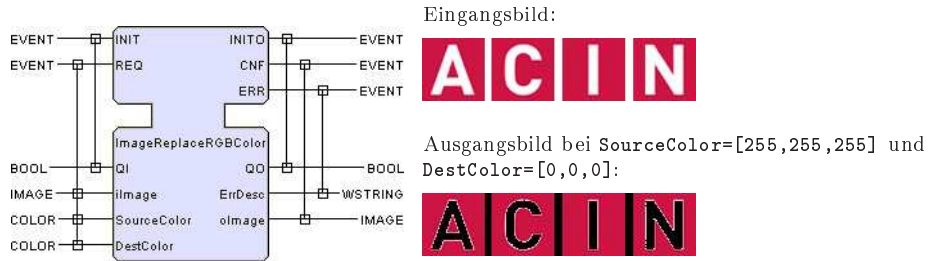 EVENT INIT INITO EVENT
EVENT REQ CNF EVENT
ERR EVENT
ImageReplaceRGBColor
BOOL QI QO BOOL
IMAGE iImage ErrDesc WSTRING
COLOR SourceColor oImage IMAGE
COLOR DestColor
Eingangsbild:
ACIN
Ausgangsbild bei SourceColor=[255,255,255] und
DestColor=[0,0,0]:
ACIN